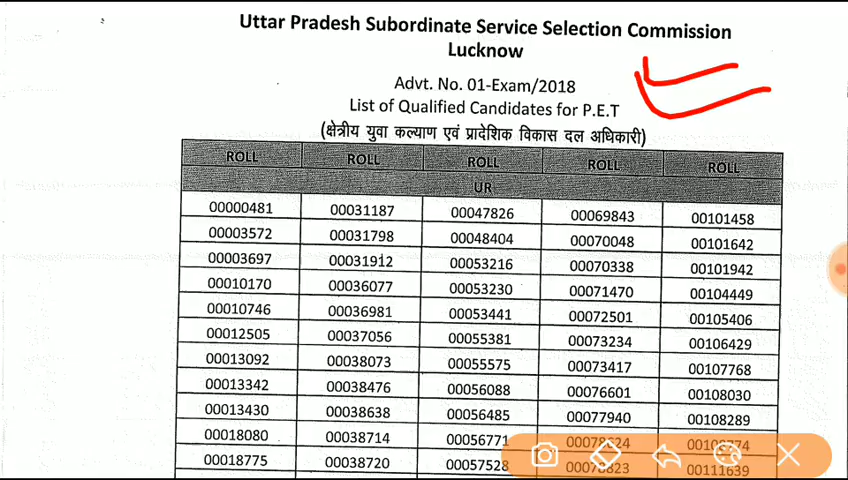 Uttar Pradesh Subordinate Service Selection Commission
Lucknow
Advt. No. 01-Exam/2018
List of Qualified Candidates for P.E.T
(क्षेत्रीय युवा कल्याण एवं प्रादेशिक विकास दल अधिकारी)
ROLL ROLL ROLL ROLL ROLL
UR
00000481 00031187 00047826 00069843 00101458
00003572 00031798 00048404 00070048 00101642
00003697 00031912 00053216 00070338 00101942
00010170 00036077 00053230 00071470 00104449
00010746 00036981 00053441 00072501 00105406
00012505 00037056 00055381 00073234 00106429
00013092 00038073 00055575 00073417 00107768
00013342 00038476 00056088 00076601 00108030
00013430 00038638 00056485 00077940 00108289
00018080 00038714 00056771
00018775 00038720 00057528 00111639